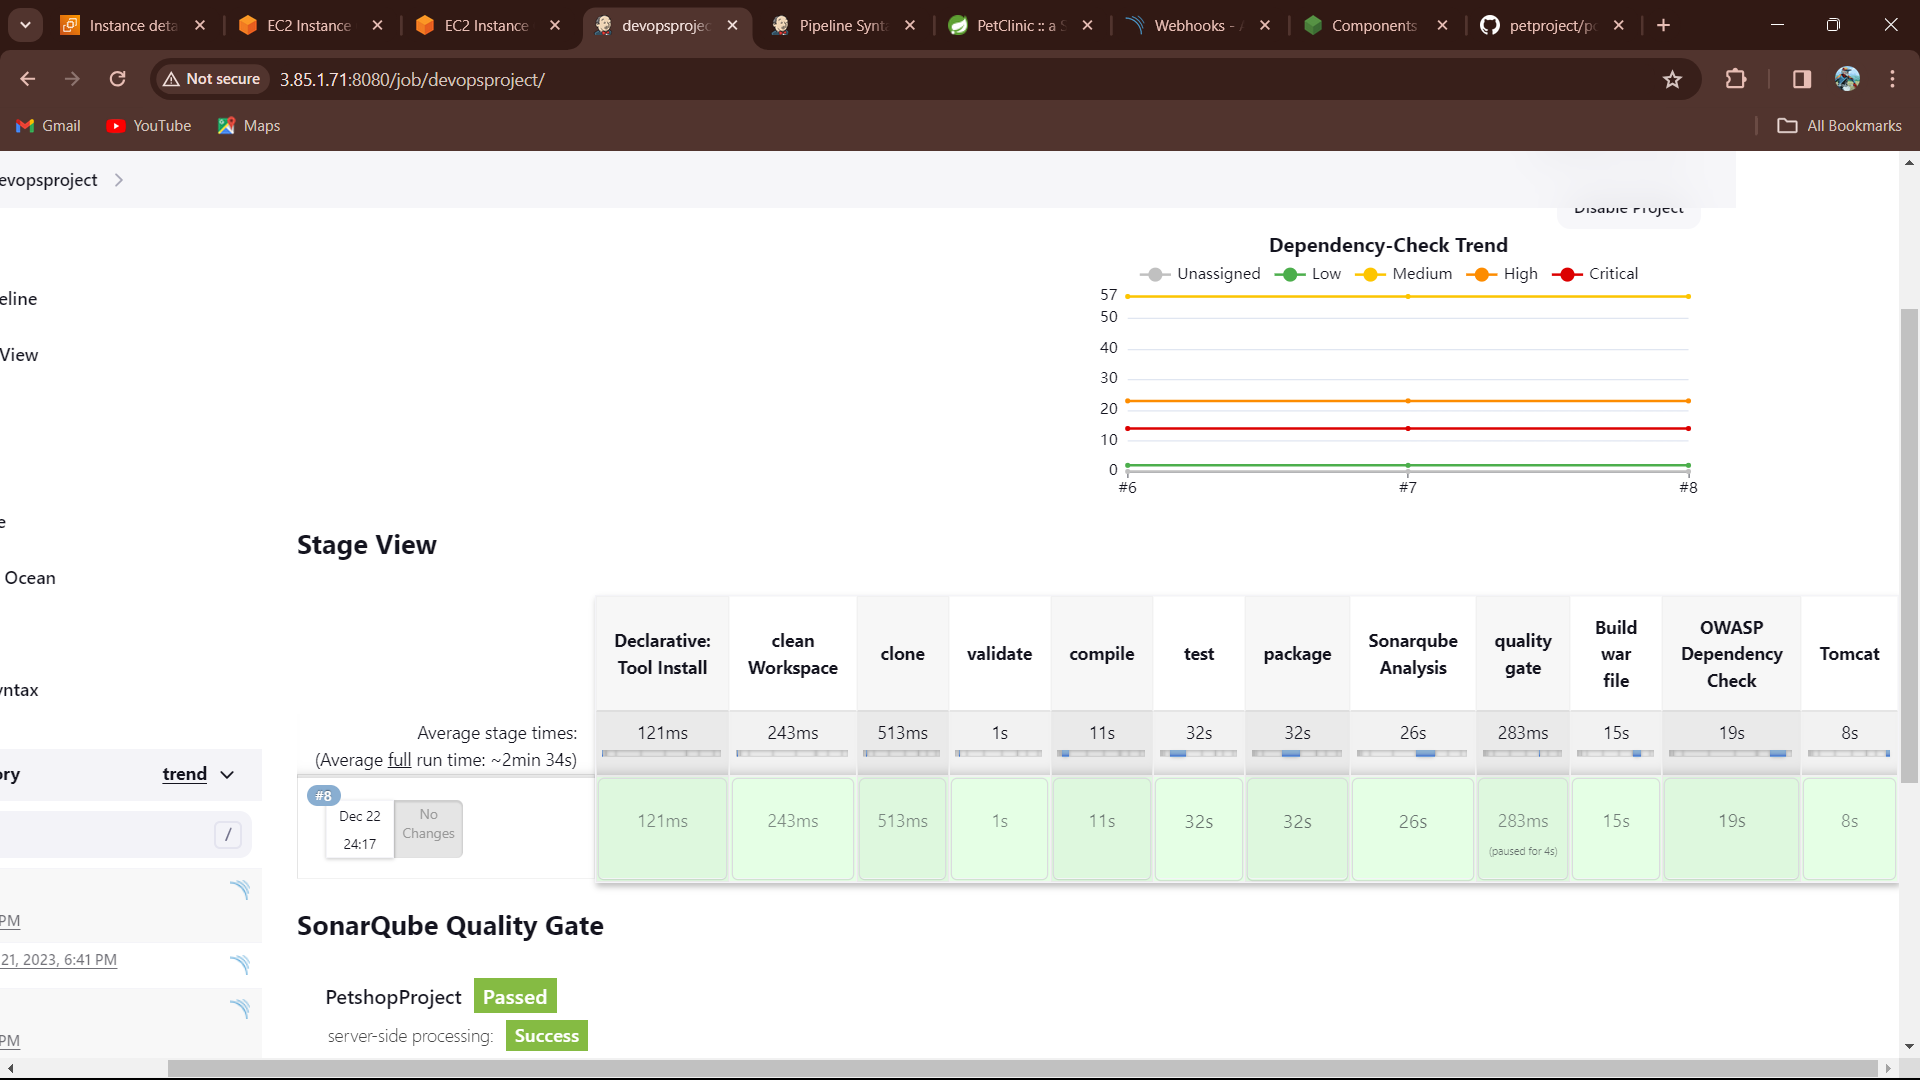 Instance deta
EC2 Instance
EC2 Instance
devopsprojec
Pipeline Synta
PetClinic :: a S
Webhooks - A
Components
petproject/po
Not secure
3.85.1.71:8080/job/devopsproject/
Gmail
YouTube
Maps
All Bookmarks
evopsproject
Disable Project
eline
View
e
Ocean
yntax
ory
trend
/
PM
21, 2023, 6:41 PM
PM
Dependency-Check Trend
Unassigned Low Medium High Critical
57
50
40
30
20
10
0
#6 #7 #8
Stage View
Declarative: Tool Install
clean Workspace
clone
validate
compile
test
package
Sonarqube Analysis
quality gate
Build war file
OWASP Dependency Check
Tomcat
Average stage times:
(Average full run time: ~2min 34s)
121ms 243ms 513ms 1s 11s 32s 32s 26s 283ms 15s 19s 8s
#8
Dec 22
24:17
No Changes
121ms 243ms 513ms 1s 11s 32s 32s 26s 283ms 15s 19s 8s
(paused for 4s)
SonarQube Quality Gate
PetshopProject Passed
server-side processing: Success